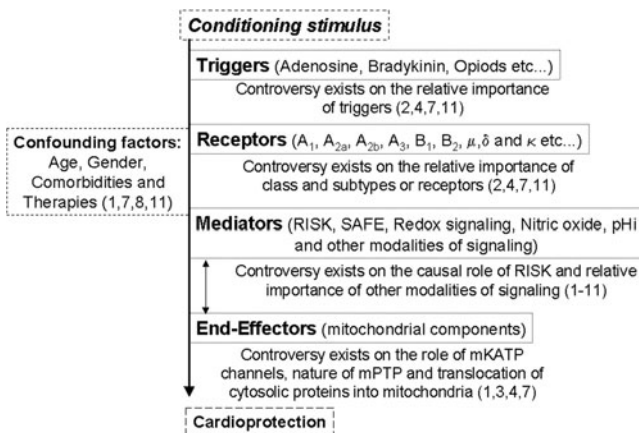 Conditioning stimulus
Triggers (Adenosine, Bradykinin, Opiods etc...)
Controversy exists on the relative importance
of triggers (2,4,7,11)
Confounding factors:
Age, Gender,
Comorbidities and
Therapies (1,7,8,11)
Receptors (A1, A2a, A2b, A3, B1, B2, μ,δ and κ etc...)
Controversy exists on the relative importance of
class and subtypes or receptors (2,4,7,11)
Mediators (RISK, SAFE, Redox signaling, Nitric oxide, pHi
and other modalities of signaling)
Controversy exists on the causal role of RISK and relative
importance of other modalities of signaling (1-11)
End-Effectors (mitochondrial components)
Controversy exists on the role of mKATP
channels, nature of mPTP and translocation of
cytosolic proteins into mitochondria (1,3,4,7)
Cardioprotection